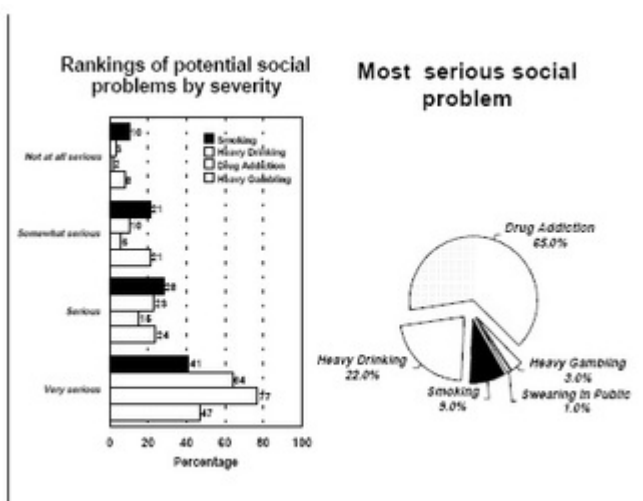 Rankings of potential social
problems by severity
Smoking
Heavy Drinking
Drug Addiction
Heavy Gambling
Not at all serious
10
3
2
8
Somewhat serious
21
10
6
21
Serious
28
23
15
24
Very serious
41
64
77
47
0 20 40 60 80 100
Percentage
Most serious social
problem
Drug Addiction
65.0%
Heavy Drinking
22.0%
Smoking
9.0%
Heavy Gambling
3.0%
Swearing In Public
1.0%